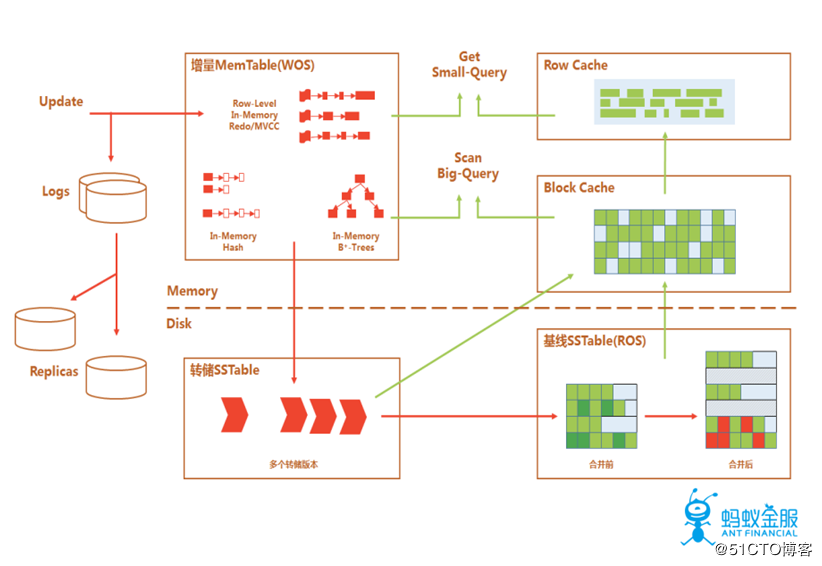 增量MemTable(WOS)
Update
Row-Level
In-Memory
Redo/MVCC
In-Memory
Hash
In-Memory
B⁺-Trees
Get
Small-Query
Scan
Big-Query
Row Cache
Block Cache
Logs
Replicas
Memory
Disk
转储SSTable
多个转储版本
基线SSTable(ROS)
合并前
合并后
蚂蚁金服
ANT FINANCIAL
@51CTO博客